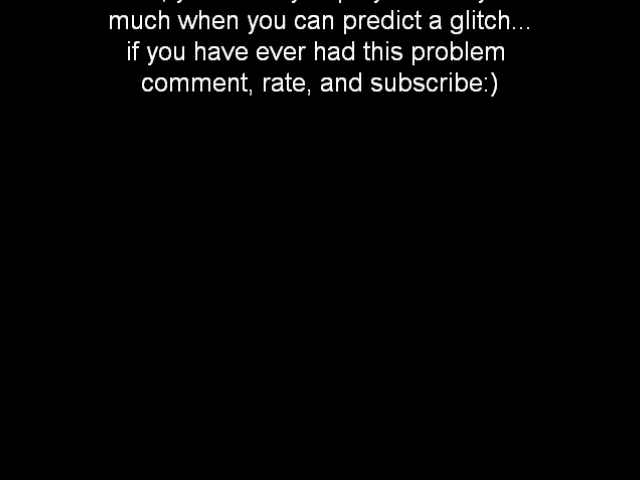 much when you can predict a glitch...
if you have ever had this problem
comment, rate, and subscribe:)